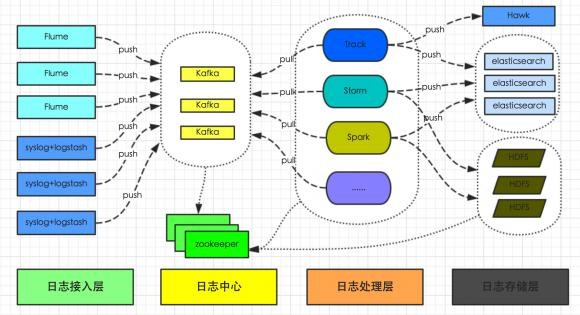 Flume
Flume
Flume
syslog+logstash
syslog+logstash
syslog+logstash
push
push
push
push
push
push
Kafka
Kafka
Kafka
zookeeper
pull
pull
pull
pull
Track
Storm
Spark
......
push
push
push
push
Hawk
elasticsearch
elasticsearch
elasticsearch
HDFS
HDFS
HDFS
日志接入层
日志中心
日志处理层
日志存储层